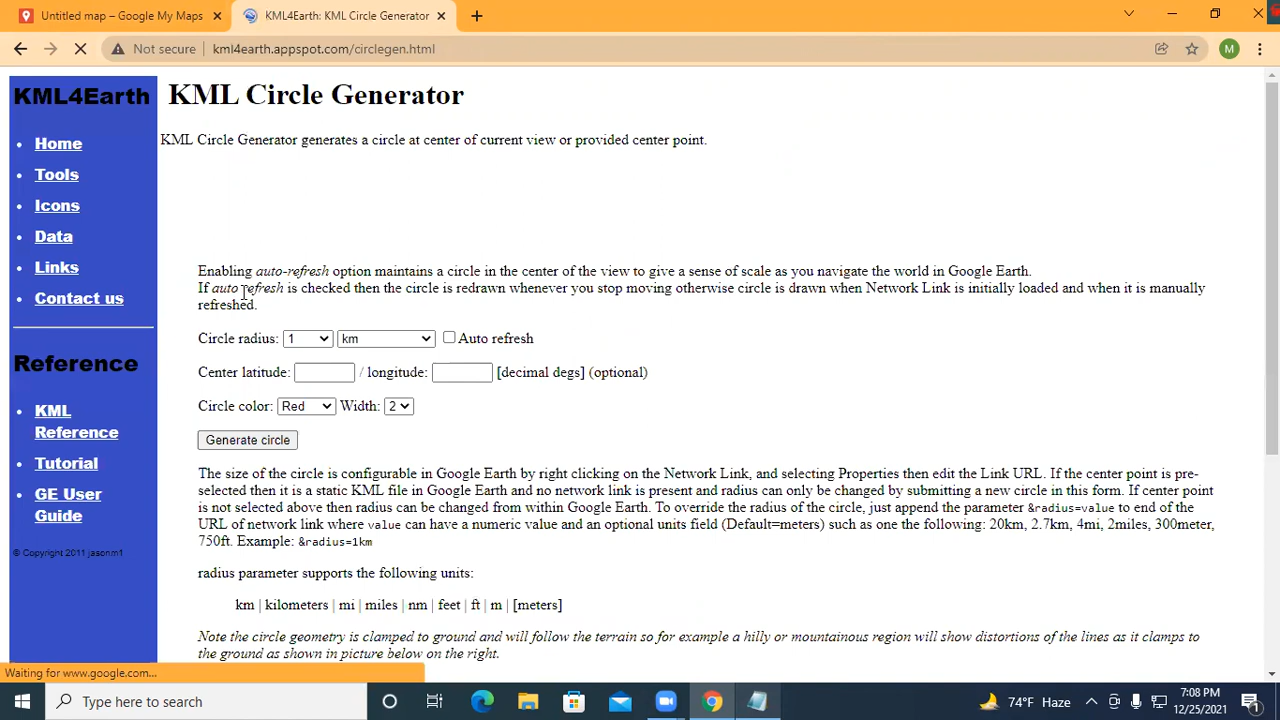 Untitled map – Google My Maps
KML4Earth: KML Circle Generator
Not secure
kml4earth.appspot.com/circlegen.html
M
KML4Earth
Home
Tools
Icons
Data
Links
Contact us
Reference
KML
Reference
Tutorial
GE User
Guide
© Copyright 2011 jasonm1
KML Circle Generator
KML Circle Generator generates a circle at center of current view or provided center point.
Enabling auto-refresh option maintains a circle in the center of the view to give a sense of scale as you navigate the world in Google Earth.
If auto refresh is checked then the circle is redrawn whenever you stop moving otherwise circle is drawn when Network Link is initially loaded and when it is manually
refreshed.
Circle radius: 1 km Auto refresh
Center latitude: / longitude: [decimal degs] (optional)
Circle color: Red Width: 2
Generate circle
The size of the circle is configurable in Google Earth by right clicking on the Network Link, and selecting Properties then edit the Link URL. If the center point is pre-
selected then it is a static KML file in Google Earth and no network link is present and radius can only be changed by submitting a new circle in this form. If center point
is not selected above then radius can be changed from within Google Earth. To override the radius of the circle, just append the parameter &radius=value to end of the
URL of network link where value can have a numeric value and an optional units field (Default=meters) such as one the following: 20km, 2.7km, 4mi, 2miles, 300meter,
750ft. Example: &radius=1km
radius parameter supports the following units:
km | kilometers | mi | miles | nm | feet | ft | m | [meters]
Note the circle geometry is clamped to ground and will follow the terrain so for example a hilly or mountainous region will show distortions of the lines as it clamps to
the ground as shown in picture below on the right.
Waiting for www.google.com...
Type here to search
74°F Haze
7:08 PM
12/25/2021
1